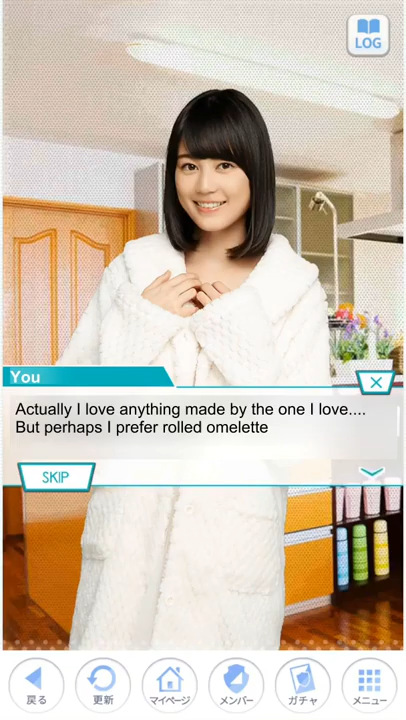 LOG
You
Actually I love anything made by the one I love....
But perhaps I prefer rolled omelette
SKIP
戻る
更新
マイページ
メンバー
ガチャ
メニュー